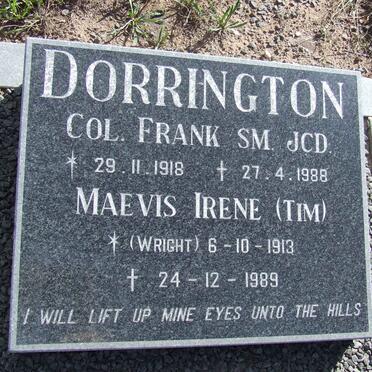 DORRINGTON
COL. FRANK SM. JCD.
* 29.11.1918 † 27.4.1988
MAEVIS IRENE (TIM)
* (WRIGHT) 6-10-1913
† 24-12-1989
I WILL LIFT UP MINE EYES UNTO THE HILLS